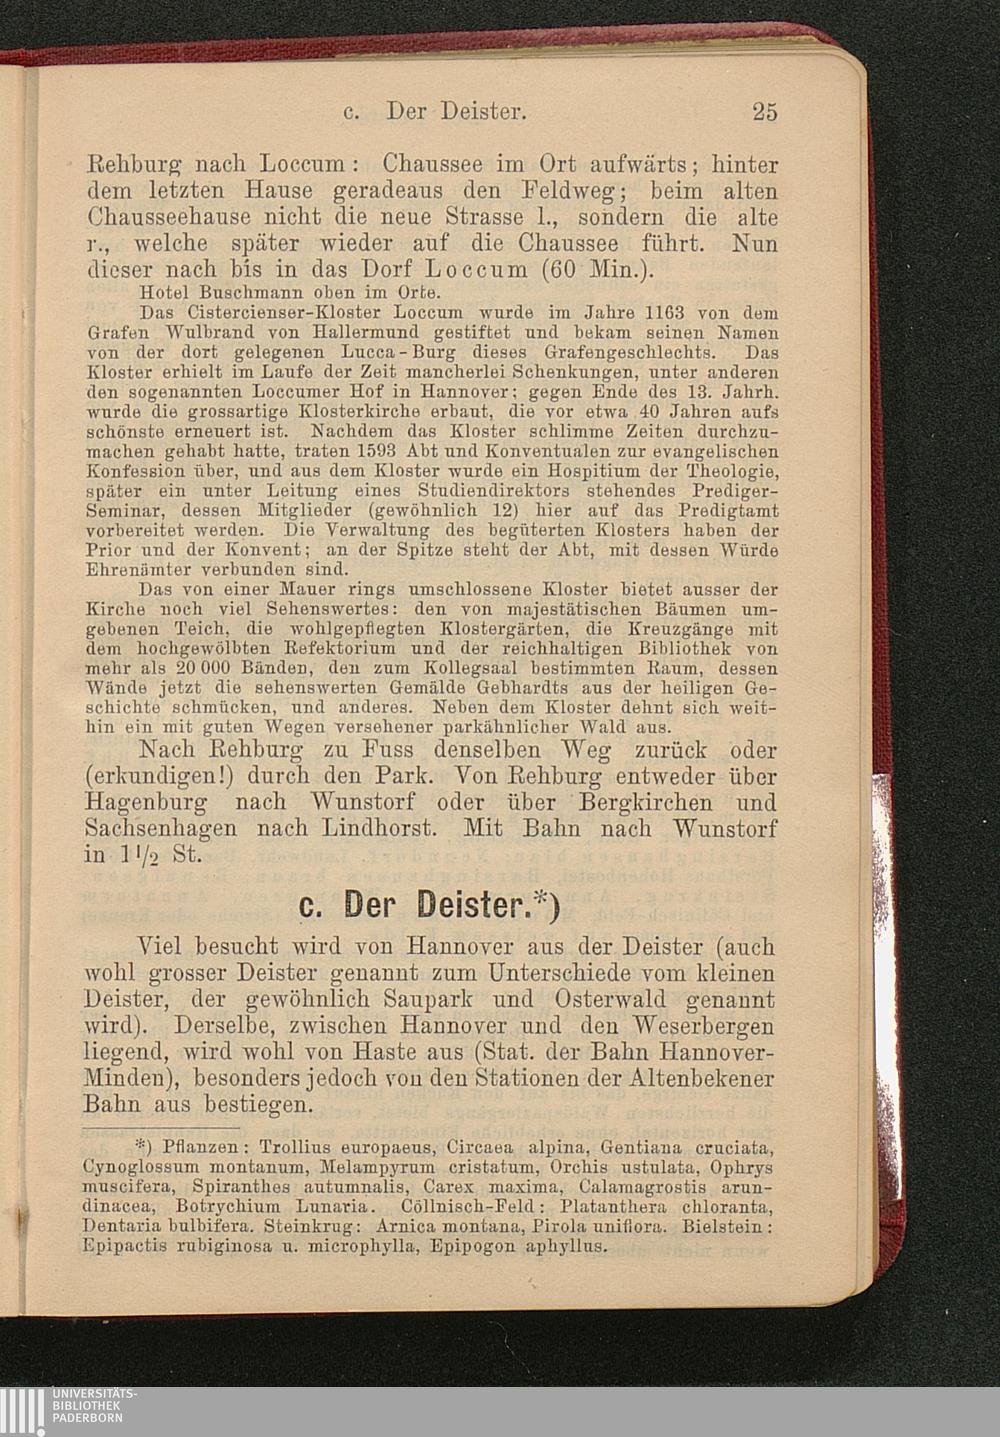 c. Der Deister. 25
Rehburg nach Loccum: Chaussee im Ort aufwärts; hinter
dem letzten Hause geradeaus den Feldweg; beim alten
Chausseehause nicht die neue Strasse l., sondern die alte
r., welche später wieder auf die Chaussee führt. Nun
dieser nach bis in das Dorf Loccum (60 Min.).
Hotel Buschmann oben im Orte.
Das Cistercienser-Kloster Loccum wurde im Jahre 1163 von dem
Grafen Wulbrand von Hallermund gestiftet und bekam seinen Namen
von der dort gelegenen Lucca-Burg dieses Grafengeschlechts. Das
Kloster erhielt im Laufe der Zeit mancherlei Schenkungen, unter anderen
den sogenannten Loccumer Hof in Hannover; gegen Ende des 13. Jahrh.
wurde die grossartige Klosterkirche erbaut, die vor etwa 40 Jahren aufs
schönste erneuert ist. Nachdem das Kloster schlimme Zeiten durchzu-
machen gehabt hatte, traten 1593 Abt und Konventualen zur evangelischen
Konfession über, und aus dem Kloster wurde ein Hospitium der Theologie,
später ein unter Leitung eines Studiendirektors stehendes Prediger-
Seminar, dessen Mitglieder (gewöhnlich 12) hier auf das Predigtamt
vorbereitet werden. Die Verwaltung des begüterten Klosters haben der
Prior und der Konvent; an der Spitze steht der Abt, mit dessen Würde
Ehrenämter verbunden sind.
Das von einer Mauer rings umschlossene Kloster bietet ausser der
Kirche noch viel Sehenswertes: den von majestätischen Bäumen um-
gebenen Teich, die wohlgepflegten Klostergärten, die Kreuzgänge mit
dem hochgewölbten Refektorium und der reichhaltigen Bibliothek von
mehr als 20 000 Bänden, den zum Kollegsaal bestimmten Raum, dessen
Wände jetzt die sehenswerten Gemälde Gebhardts aus der heiligen Ge-
schichte schmücken, und anderes. Neben dem Kloster dehnt sich weit-
hin ein mit guten Wegen versehener parkähnlicher Wald aus.
Nach Rehburg zu Fuss denselben Weg zurück oder
(erkundigen!) durch den Park. Von Rehburg entweder über
Hagenburg nach Wunstorf oder über Bergkirchen und
Sachsenhagen nach Lindhorst. Mit Bahn nach Wunstorf
in 1 1/2 St.
c. Der Deister.*)
Viel besucht wird von Hannover aus der Deister (auch
wohl grosser Deister genannt zum Unterschiede vom kleinen
Deister, der gewöhnlich Saupark und Osterwald genannt
wird). Derselbe, zwischen Hannover und den Weserbergen
liegend, wird wohl von Haste aus (Stat. der Bahn Hannover-
Minden), besonders jedoch von den Stationen der Altenbekener
Bahn aus bestiegen.
*) Pflanzen: Trollius europaeus, Circaea alpina, Gentiana cruciata,
Cynoglossum montanum, Melampyrum cristatum, Orchis ustulata, Ophrys
muscifera, Spiranthes autumnalis, Carex maxima, Calamagrostis arun-
dinacea, Botrychium Lunaria. Cöllnisch-Feld: Platanthera chloranta,
Dentaria bulbifera. Steinkrug: Arnica montana, Pirola uniflora. Bielstein:
Epipactis rubiginosa u. microphylla, Epipogon aphyllus.
UNIVERSITÄTS-
BIBLIOTHEK
PADERBORN